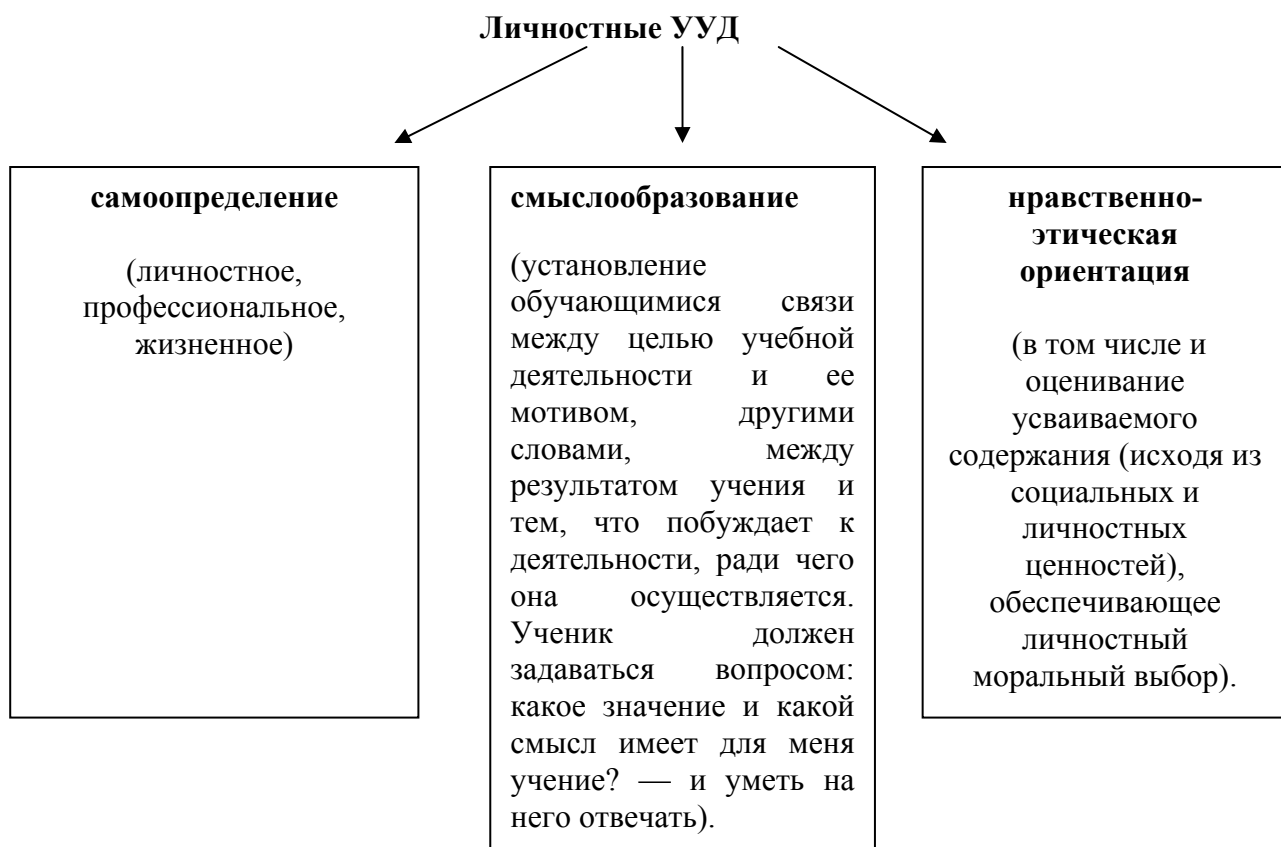 Личностные УУД
самоопределение
(личностное,
профессиональное,
жизненное)
смыслообразование
(установление
обучающимися связи
между целью учебной
деятельности и ее
мотивом, другими
словами, между
результатом учения и
тем, что побуждает к
деятельности, ради чего
она осуществляется.
Ученик должен
задаваться вопросом:
какое значение и какой
смысл имеет для меня
учение? — и уметь на
него отвечать).
нравственно-
этическая
ориентация
(в том числе и
оценивание
усваиваемого
содержания (исходя из
социальных и
личностных
ценностей),
обеспечивающее
личностный
моральный выбор).